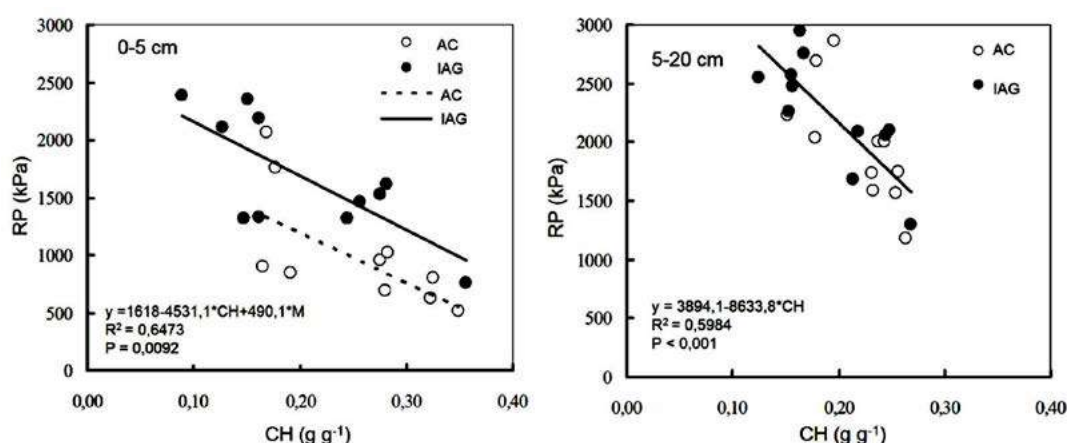 3000
2500
2000
1500
1000
500
0
RP (kPa)
0-5 cm
AC
IAG
AC
IAG
y =1618-4531,1*CH+490,1*M
R² = 0,6473
P = 0,0092
0,00 0,10 0,20 0,30 0,40
CH (g g⁻¹)
3000
2500
2000
1500
1000
500
0
RP (kPa)
5-20 cm
AC
IAG
y = 3894,1-8633,8*CH
R² = 0,5984
P < 0,001
0,00 0,10 0,20 0,30 0,40
CH (g g⁻¹)